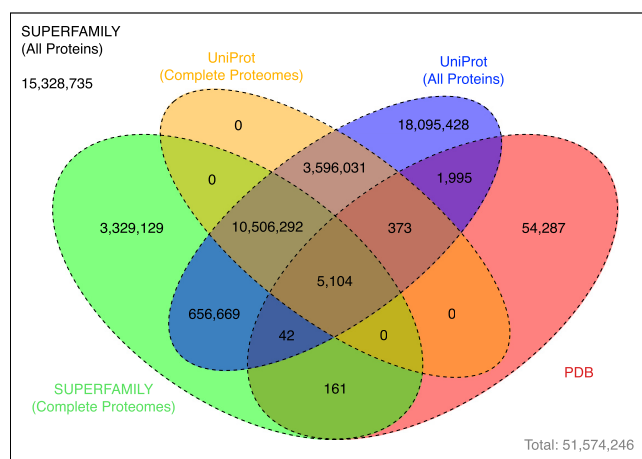 SUPERFAMILY
(All Proteins)
15,328,735
UniProt
(Complete Proteomes)
UniProt
(All Proteins)
0
18,095,428
3,596,031
0
1,995
3,329,129
10,506,292
373
54,287
5,104
656,669
0
42
0
PDB
161
SUPERFAMILY
(Complete Proteomes)
Total: 51,574,246